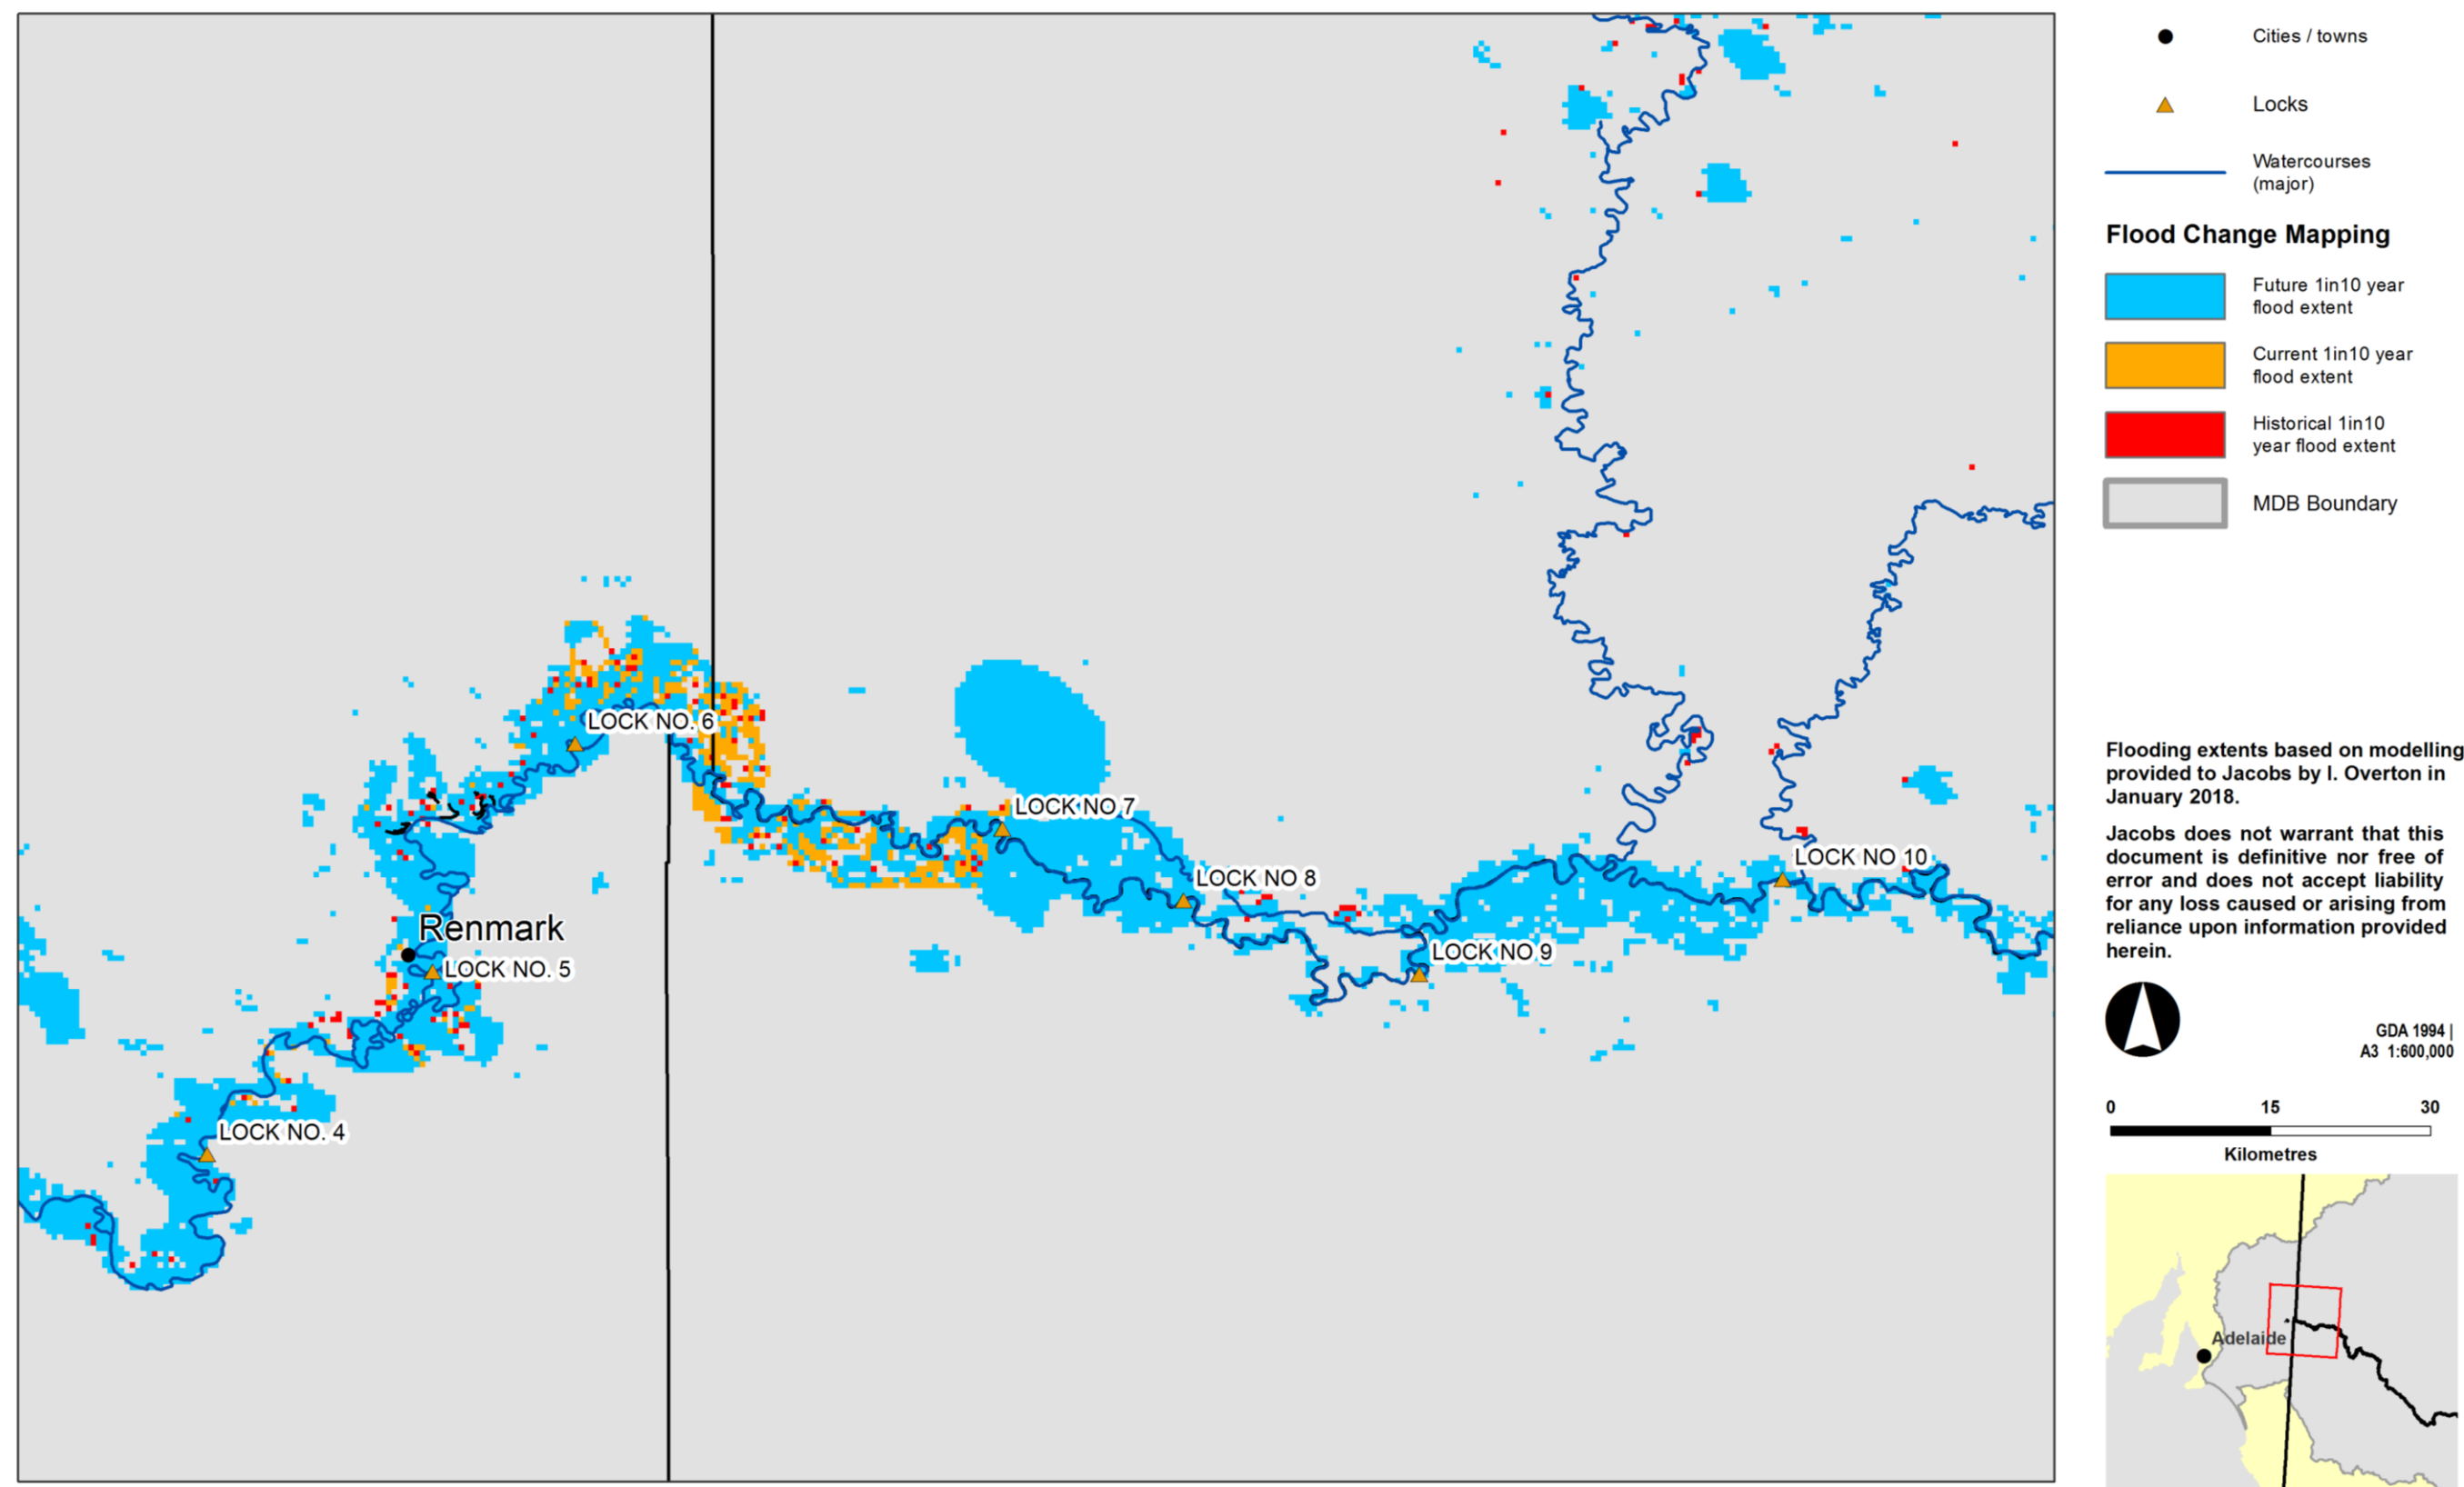 Cities / towns
Locks
Watercourses
(major)
Flood Change Mapping
Future 1in10 year
flood extent
Current 1in10 year
flood extent
Historical 1in10
year flood extent
MDB Boundary
LOCK NO. 6
LOCK NO 7
LOCK NO 8
LOCK NO 10
Renmark
LOCK NO 9
LOCK NO. 5
LOCK NO. 4
Flooding extents based on modelling
provided to Jacobs by I. Overton in
January 2018.
Jacobs does not warrant that this
document is definitive nor free of
error and does not accept liability
for any loss caused or arising from
reliance upon information provided
herein.
GDA 1994 |
A3 1:600,000
0 15 30
Kilometres
Adelaide